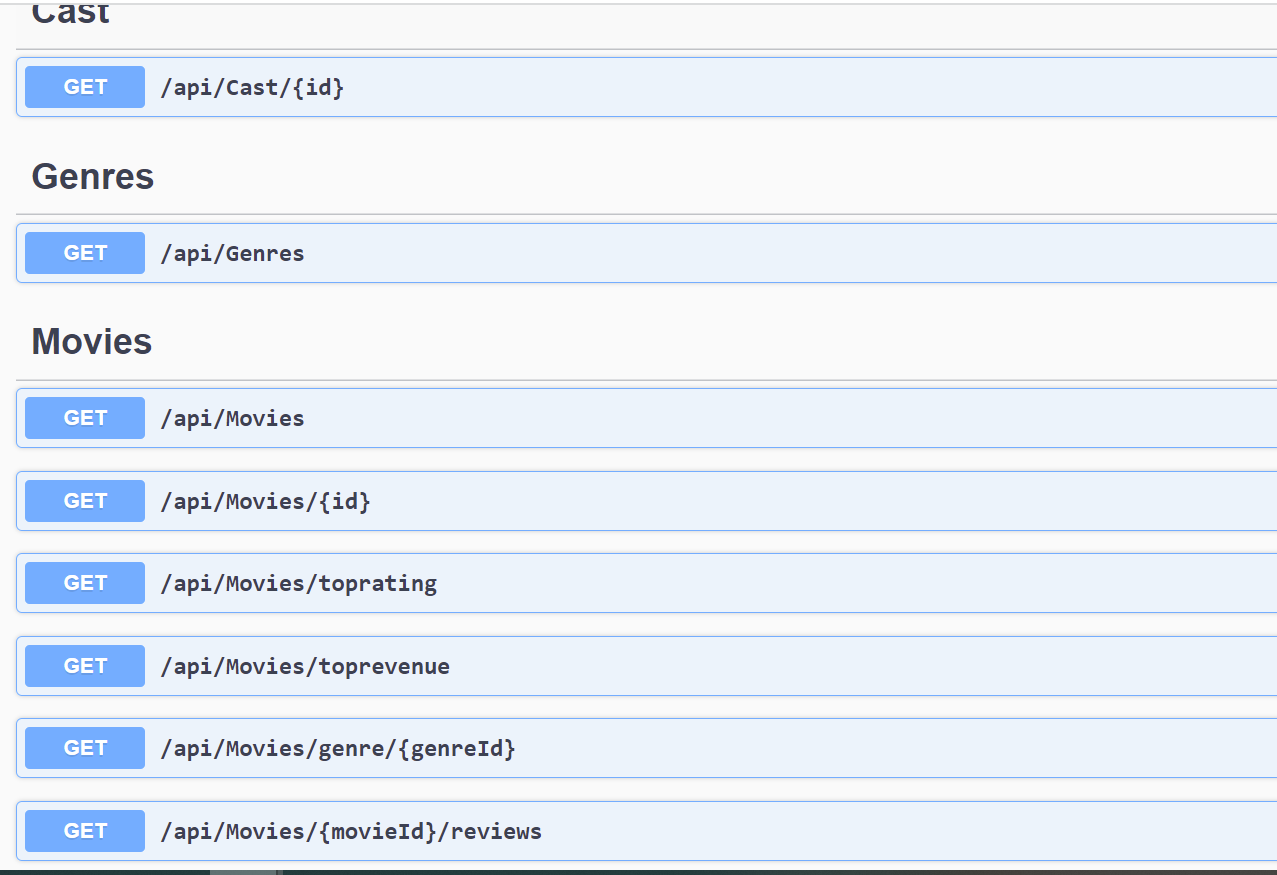 Cast
GET /api/Cast/{id}
Genres
GET /api/Genres
Movies
GET /api/Movies
GET /api/Movies/{id}
GET /api/Movies/toprating
GET /api/Movies/toprevenue
GET /api/Movies/genre/{genreId}
GET /api/Movies/{movieId}/reviews